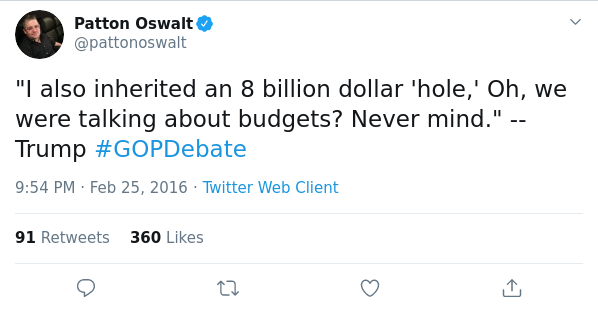 Patton Oswalt
@pattonoswalt
"I also inherited an 8 billion dollar 'hole,' Oh, we
were talking about budgets? Never mind." --
Trump #GOPDebate
9:54 PM · Feb 25, 2016 · Twitter Web Client
91 Retweets 360 Likes